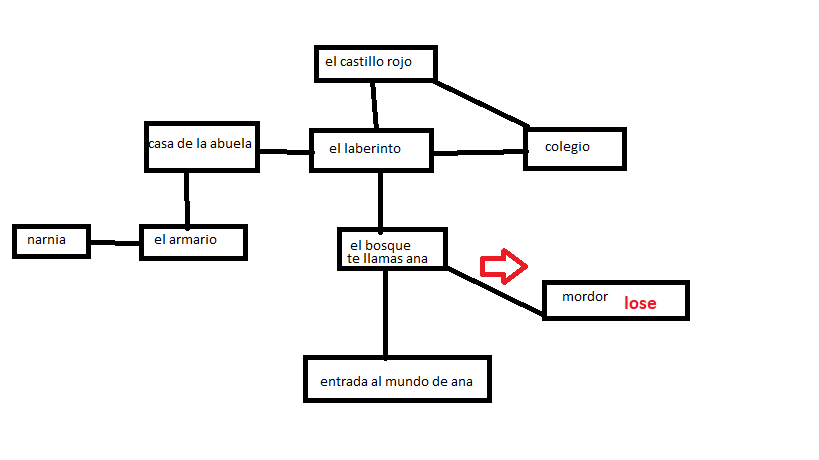 el castillo rojo
casa de la abuela
el laberinto
colegio
narnia
el armario
el bosque
te llamas ana
mordor lose
entrada al mundo de ana